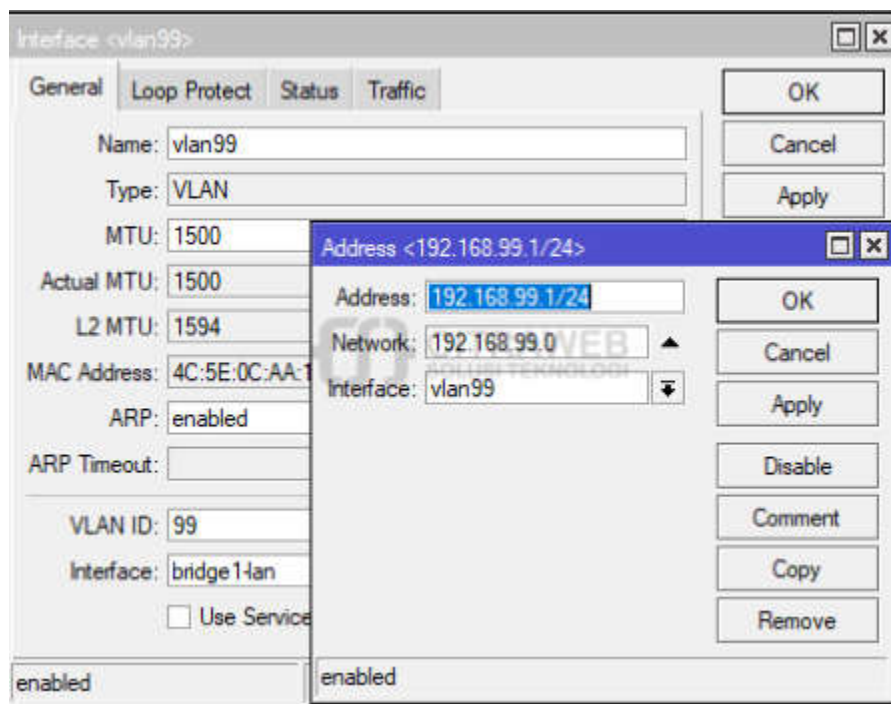 Interface <vlan99>
General Loop Protect Status Traffic
OK
Cancel
Apply
Name: vlan99
Type: VLAN
MTU: 1500
Actual MTU: 1500
L2 MTU: 1594
MAC Address: 4C:5E:0C:AA:1
ARP: enabled
ARP Timeout:
VLAN ID: 99
Interface: bridge1-lan
Use Service
enabled
Address <192.168.99.1/24>
Address: 192.168.99.1/24
Network: 192.168.99.0
Interface: vlan99
OK
Cancel
Apply
Disable
Comment
Copy
Remove
enabled
CITRAWEB
SOLUSI TEKNOLOGI